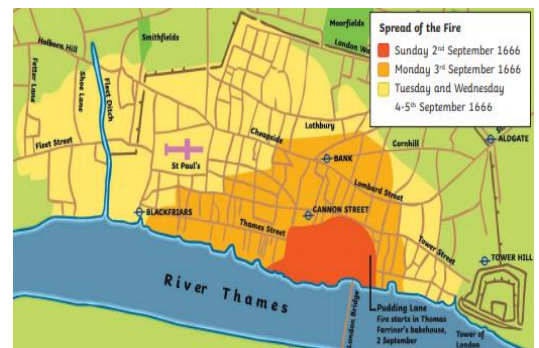 Spread of the Fire
Sunday 2nd September 1666
Monday 3rd September 1666
Tuesday and Wednesday
4-5th September 1666
Moorfields
London Wa
Smithfields
Holborn Hill
Fetter Lane
Shoe Lane
Fleet Ditch
Fleet Street
St Paul's
Cheapside
Lothbury
Cornhill
ALDGATE
BANK
Lombard Street
BLACKFRIARS
CANNON STREET
Thames Street
Tower Street
TOWER HILL
River Thames
London Bridge
Pudding Lane
Fire starts in Thomas
Farriner's bakehouse,
2 September
Tower of
London